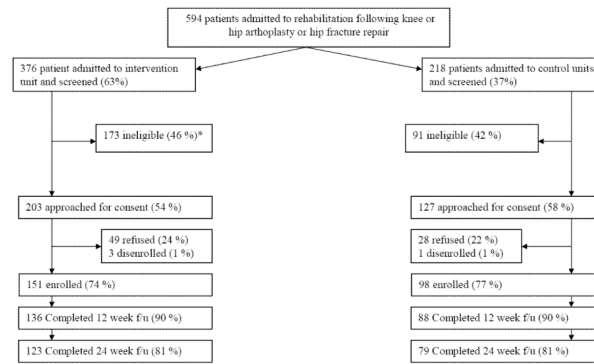 594 patients admitted to rehabilitation following knee or
hip arthoplasty or hip fracture repair
376 patient admitted to intervention
unit and screened (63%)
218 patients admitted to control units
and screened (37%)
173 ineligible (46 %)*
91 ineligible (42 %)
203 approached for consent (54 %)
127 approached for consent (58 %)
49 refused (24 %)
3 disenrolled (1 %)
28 refused (22 %)
1 disenrolled (1 %)
151 enrolled (74 %)
98 enrolled (77 %)
136 Completed 12 week f/u (90 %)
88 Completed 12 week f/u (90 %)
123 Completed 24 week f/u (81 %)
79 Completed 24 week f/u (81 %)